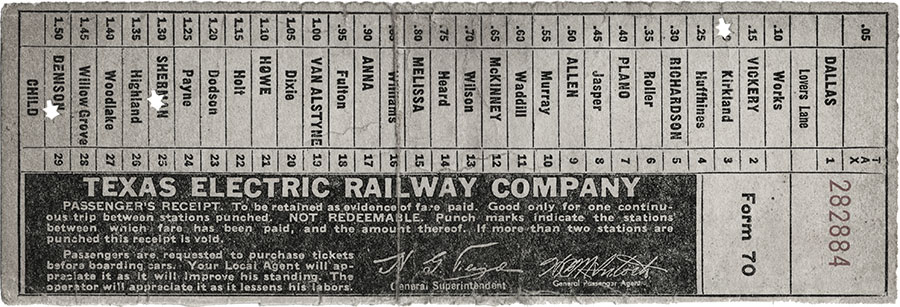 .05 TAX
DALLAS 1
Lovers Lane
.10 Works
.15 VICKERY 2
Kirkland 3
.25 Huffhines 4
.30 RICHARDSON 5
.35 Roller 6
.40 PLANO 7
.45 Jasper 8
.50 ALLEN 9
.55 Murray 10
.60 Waddill 11
.65 McKINNEY 12
.70 Wilson 13
.75 Heard 14
.80 MELISSA 15
Williams 16
.90 ANNA 17
.95 Fulton 18
1.00 VAN ALSTYNE 19
1.05 Dixie 20
1.10 HOWE 21
1.15 Holt 22
1.20 Dodson 23
1.25 Payne 24
1.30 SHERMAN 25
1.35 Highland 26
1.40 Woodlake 27
1.45 Willow Grove 28
1.50 DENISON 29
CHILD
TEXAS ELECTRIC RAILWAY COMPANY
PASSENGER'S RECEIPT. To be retained as evidence of fare paid. Good only for one continu-
ous trip between stations punched. NOT REDEEMABLE. Punch marks indicate the stations
between which fare has been paid, and the amount thereof. If more than two stations are
punched this receipt is void.
Passengers are requested to purchase tickets
before boarding cars. Your Local Agent will ap-
preciate it as it will improve his standing. The
operator will appreciate it as it lessens his labors.
General Superintendent
General Passenger Agent
Form 70
282884